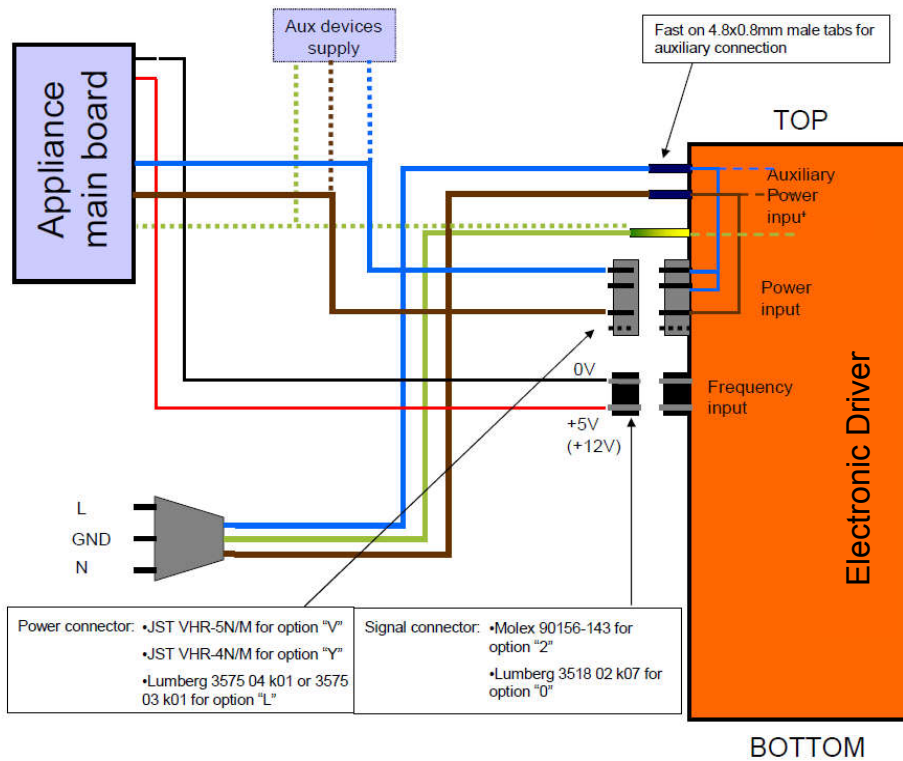 Aux devices
supply
Fast on 4.8x0.8mm male tabs for
auxiliary connection
Appliance
main board
TOP
Auxiliary
Power
input
Power
input
0V
Frequency
input
+5V
(+12V)
Electronic Driver
L
GND
N
Power connector: •JST VHR-5N/M for option “V”
•JST VHR-4N/M for option “Y”
•Lumberg 3575 04 k01 or 3575
03 k01 for option “L”
Signal connector: •Molex 90156-143 for
option “2”
•Lumberg 3518 02 k07 for
option “0”
BOTTOM